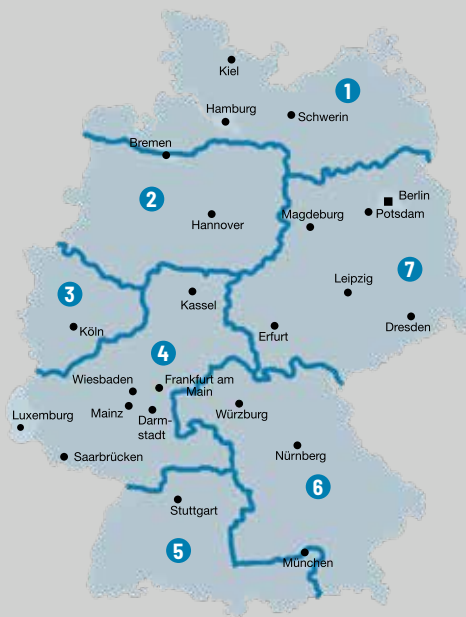 Kiel
1
Hamburg
Schwerin
Bremen
Berlin
2
Magdeburg
Potsdam
Hannover
7
Leipzig
3
Kassel
Köln
Erfurt
Dresden
4
Wiesbaden
Frankfurt am
Main
Mainz
Darm-
stadt
Würzburg
Luxemburg
Saarbrücken
Nürnberg
6
Stuttgart
5
München